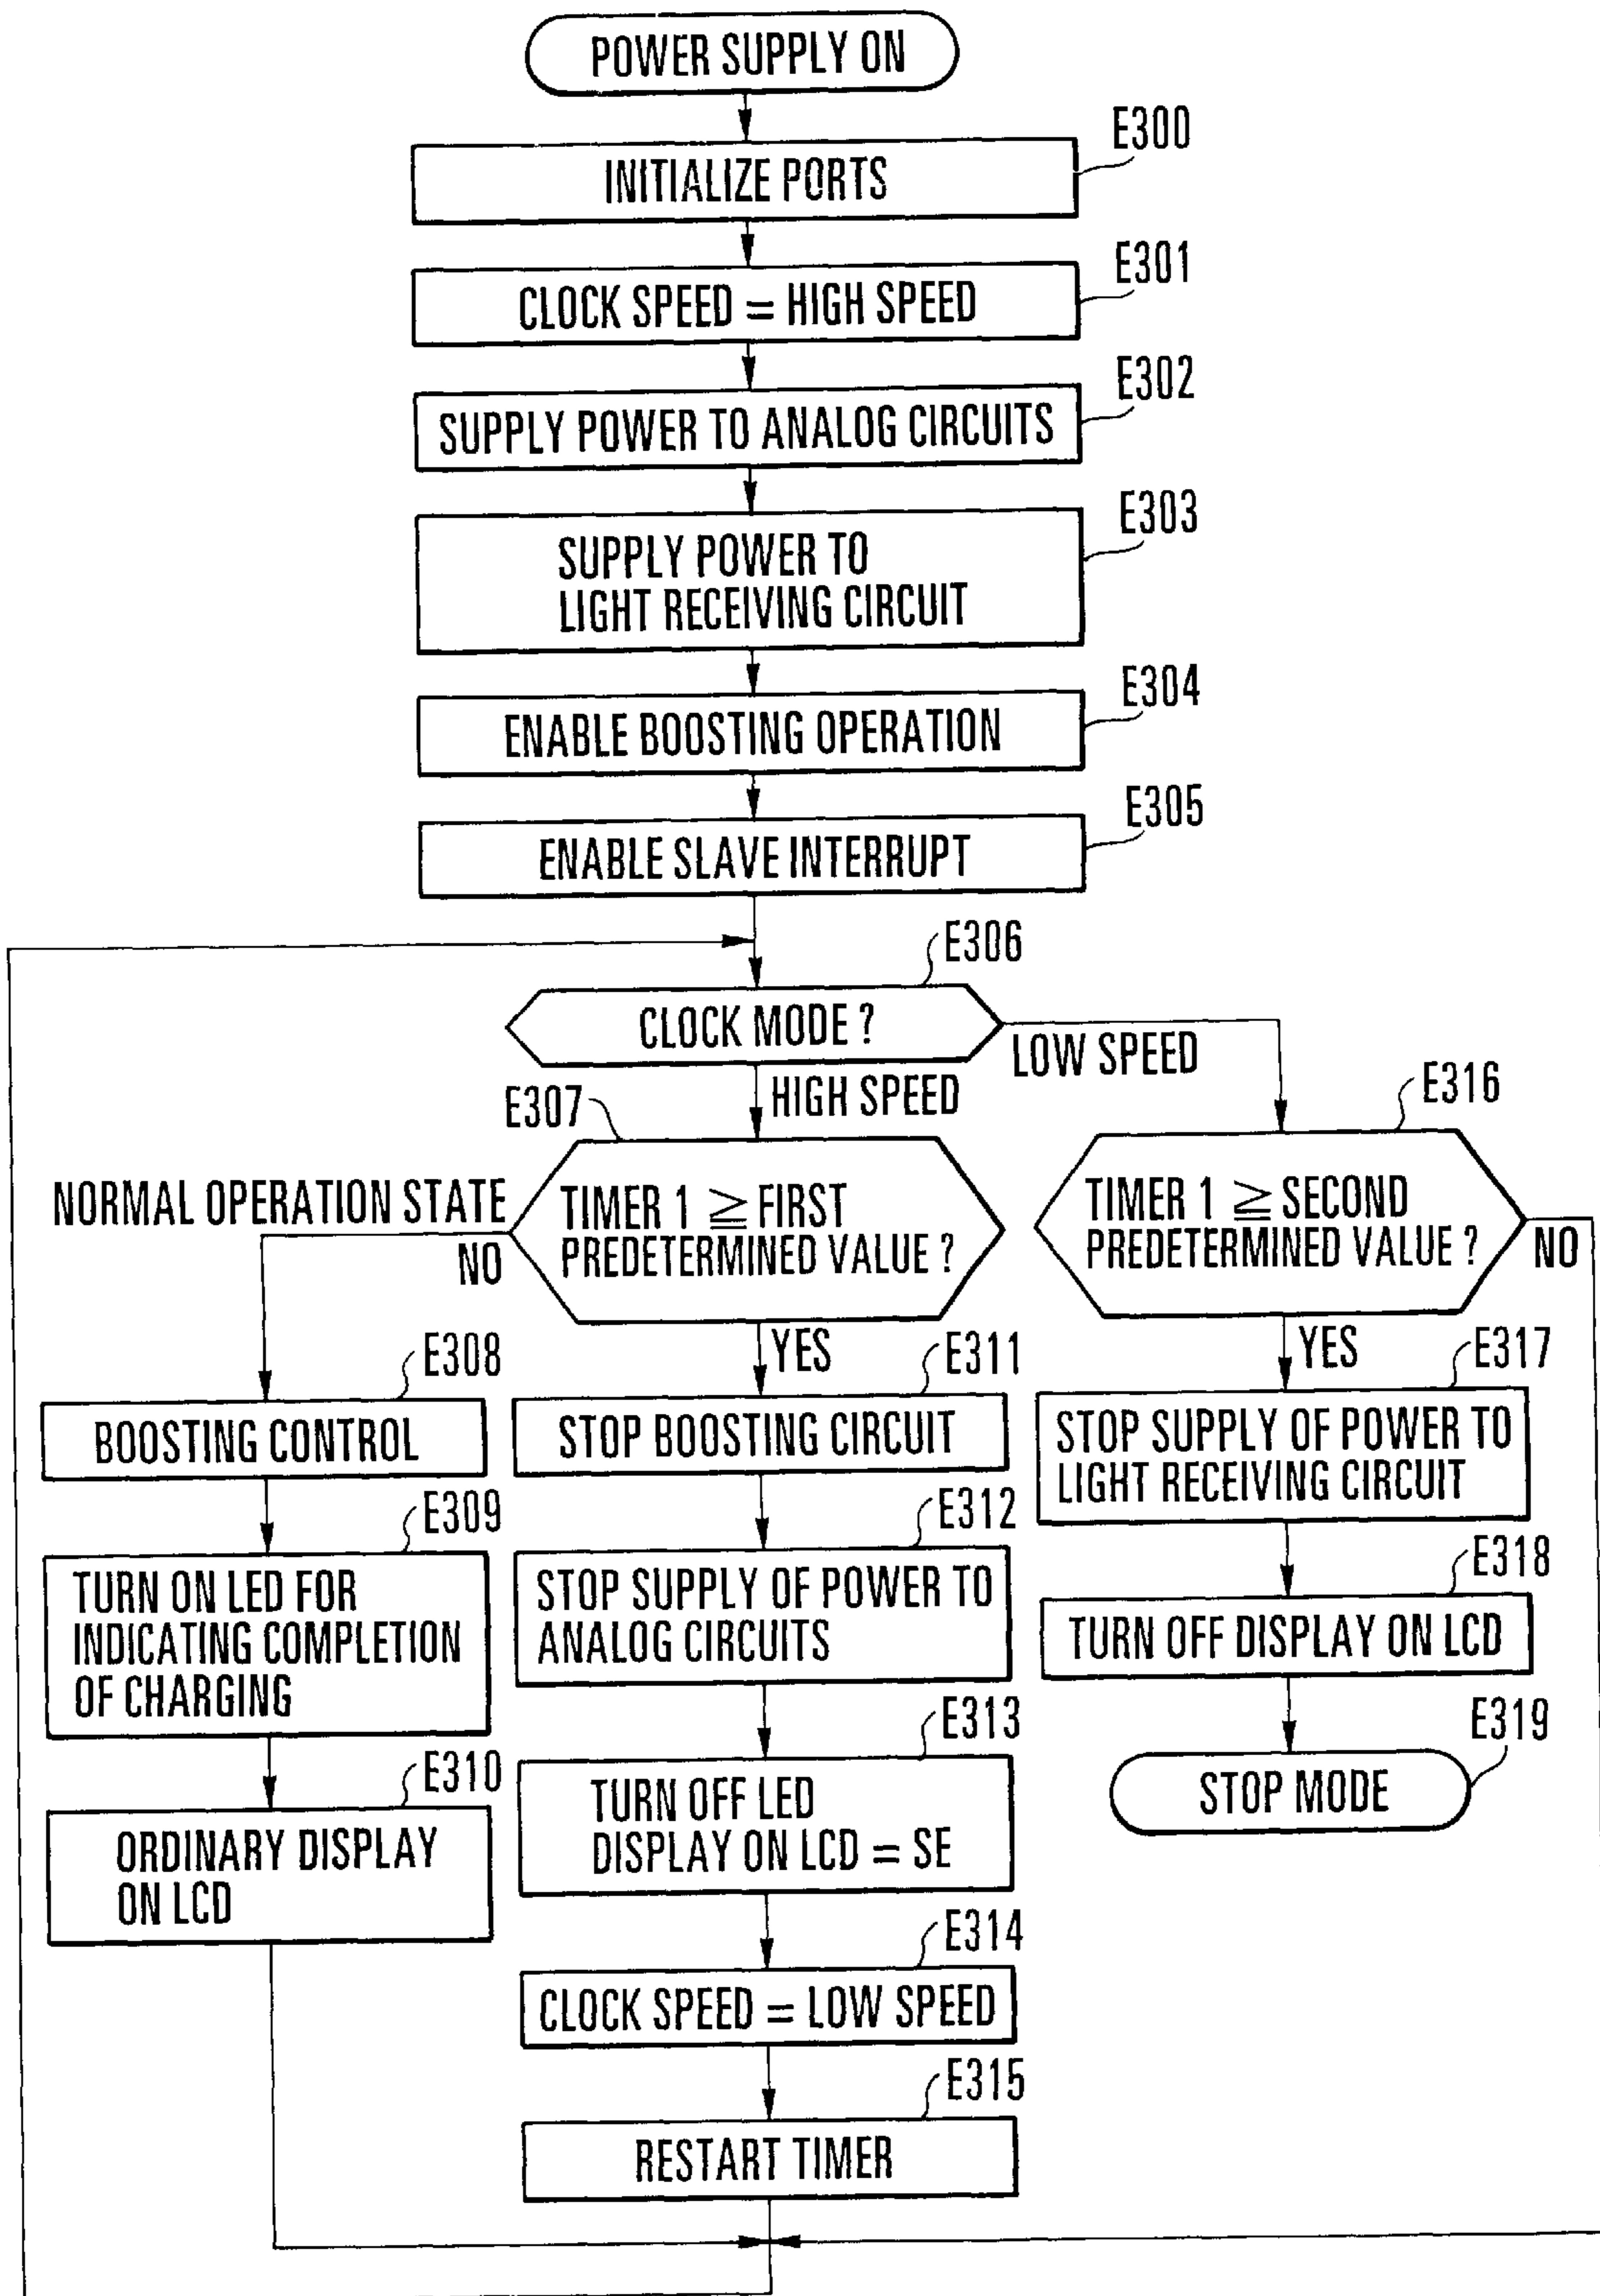 POWER SUPPLY ON
E300
INITIALIZE PORTS
E301
CLOCK SPEED = HIGH SPEED
E302
SUPPLY POWER TO ANALOG CIRCUITS
E303
SUPPLY POWER TO
LIGHT RECEIVING CIRCUIT
E304
ENABLE BOOSTING OPERATION
E305
ENABLE SLAVE INTERRUPT
E306
CLOCK MODE ?
LOW SPEED
HIGH SPEED
E307
TIMER 1 ≧ FIRST
PREDETERMINED VALUE ?
NORMAL OPERATION STATE
NO
YES
E316
TIMER 1 ≧ SECOND
PREDETERMINED VALUE ?
NO
YES
E308
BOOSTING CONTROL
E309
TURN ON LED FOR
INDICATING COMPLETION
OF CHARGING
E310
ORDINARY DISPLAY
ON LCD
E311
STOP BOOSTING CIRCUIT
E312
STOP SUPPLY OF POWER TO
ANALOG CIRCUITS
E313
TURN OFF LED
DISPLAY ON LCD = SE
E314
CLOCK SPEED = LOW SPEED
E315
RESTART TIMER
E317
STOP SUPPLY OF POWER TO
LIGHT RECEIVING CIRCUIT
E318
TURN OFF DISPLAY ON LCD
E319
STOP MODE